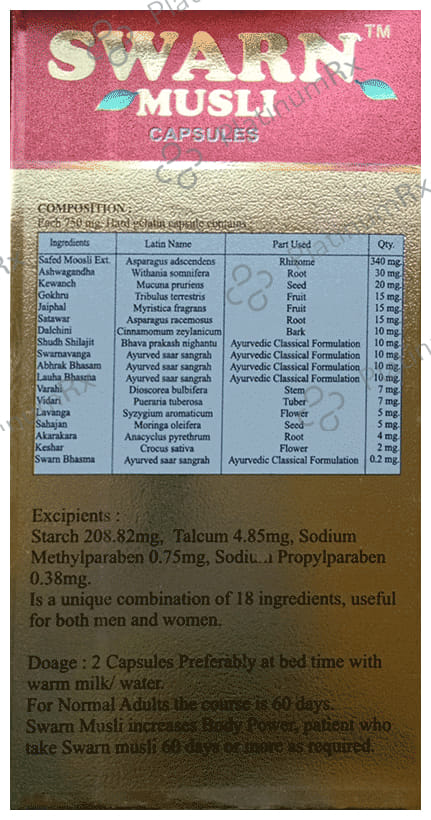 SWARN™
MUSLI
CAPSULES
COMPOSITION :
Each 750 mg. Hard gelatin capsule contains :
Ingredients Latin Name Part Used Qty.
Safed Moosli Ext. Asparagus adscendens Rhizome 340 mg.
Ashwagandha Withania somnifera Root 30 mg.
Kewanch Mucuna pruriens Seed 20 mg.
Gokhru Tribulus terrestris Fruit 15 mg.
Jaiphal Myristica fragrans Fruit 15 mg.
Satawar Asparagus racemosus Root 15 mg.
Dalchini Cinnamomum zeylanicum Bark 10 mg.
Shudh Shilajit Bhava prakash nighantu Ayurvedic Classical Formulation 10 mg.
Swarnavanga Ayurved saar sangrah Ayurvedic Classical Formulation 10 mg.
Abhrak Bhasam Ayurved saar sangrah Ayurvedic Classical Formulation 10 mg.
Lauha Bhasma Ayurved saar sangrah Ayurvedic Classical Formulation 10 mg.
Varahi Dioscorea bulbifera Stem 7 mg.
Vidari Pueraria tuberosa Tuber 7 mg.
Lavanga Syzygium aromaticum Flower 5 mg.
Sahajan Moringa oleifera Seed 5 mg.
Akarakara Anacyclus pyrethrum Root 4 mg.
Keshar Crocus sativa Flower 2 mg.
Swarn Bhasma Ayurved saar sangrah Ayurvedic Classical Formulation 0.2 mg.
Excipients :
Starch 208.82mg, Talcum 4.85mg, Sodium
Methylparaben 0.75mg, Sodium Propylparaben
0.38mg.
Is a unique combination of 18 ingredients, useful
for both men and women.
Doage : 2 Capsules Preferably at bed time with
warm milk/ water.
For Normal Adults the course is 60 days.
Swarn Musli increases Body Power, patient who
take Swarn musli 60 days or more as required.
PlatinumRx